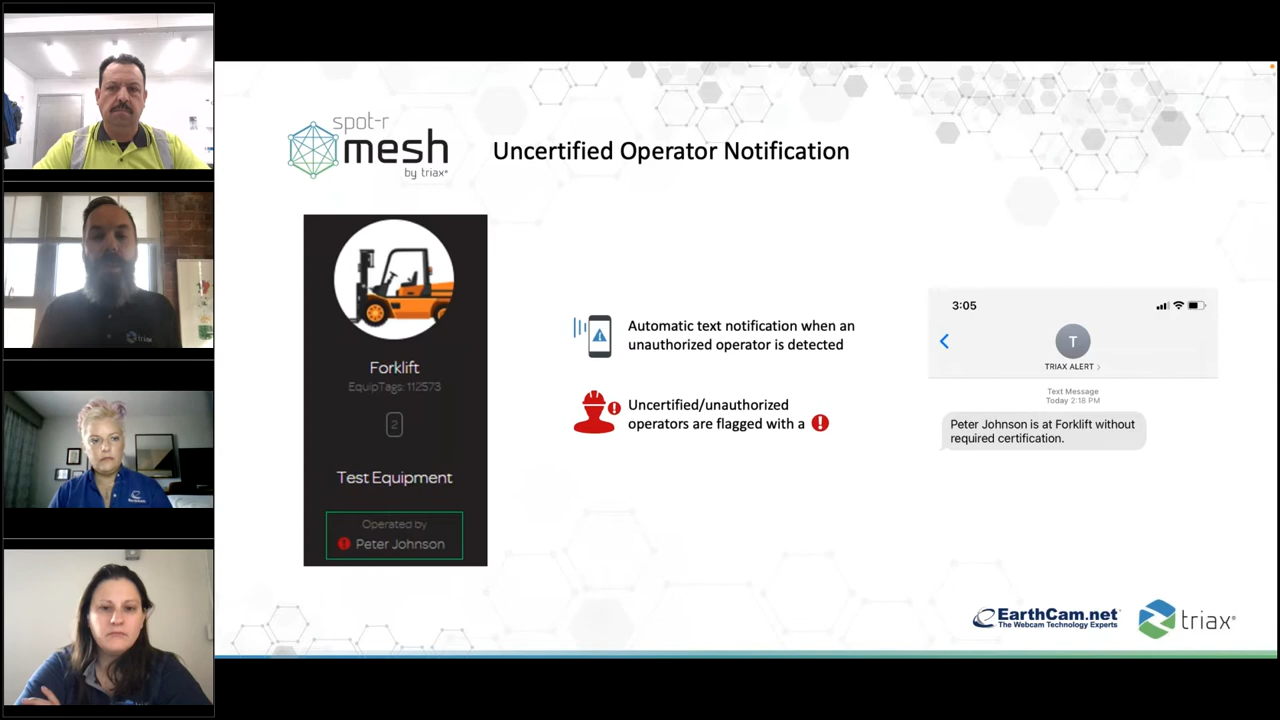 spot-r
mesh
by triax®
Uncertified Operator Notification
Forklift
EquipTags: 112573
2
Test Equipment
Operated by
Peter Johnson
Automatic text notification when an
unauthorized operator is detected
Uncertified/unauthorized
operators are flagged with a
3:05
T
TRIAX ALERT
Text Message
Today 2:18 PM
Peter Johnson is at Forklift without
required certification.
EarthCam.net
The Webcam Technology Experts
triax®
triax